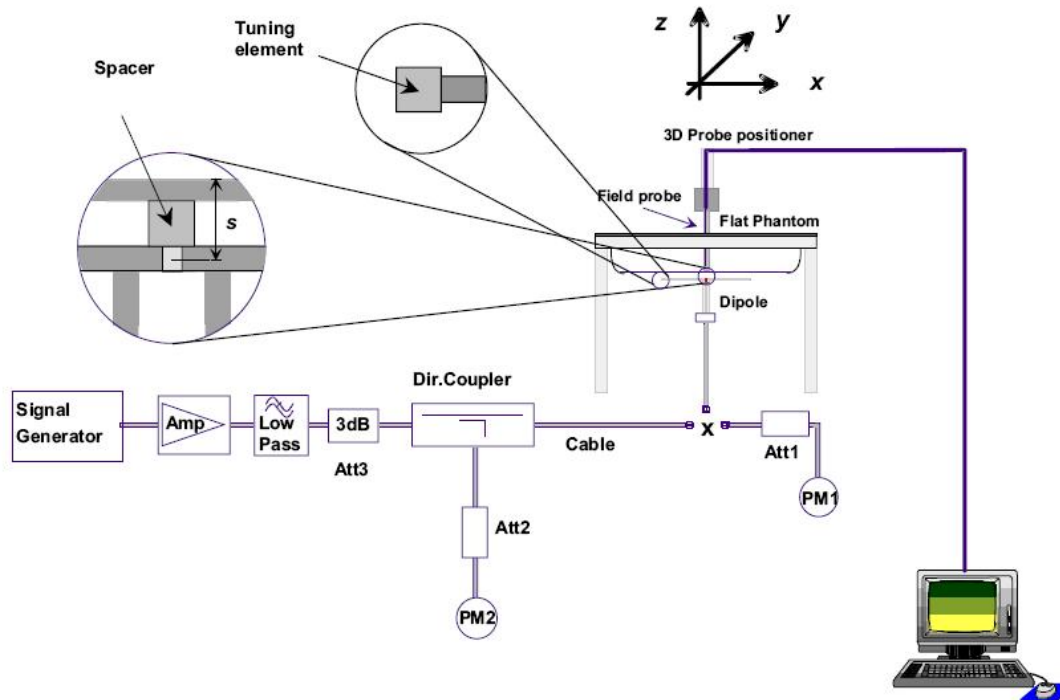 Tuning
element
Spacer
s
z
y
x
3D Probe positioner
Field probe
Flat Phantom
Dipole
Dir.Coupler
Signal
Generator
Amp
Low
Pass
3dB
Att3
Cable
x
Att1
PM1
Att2
PM2